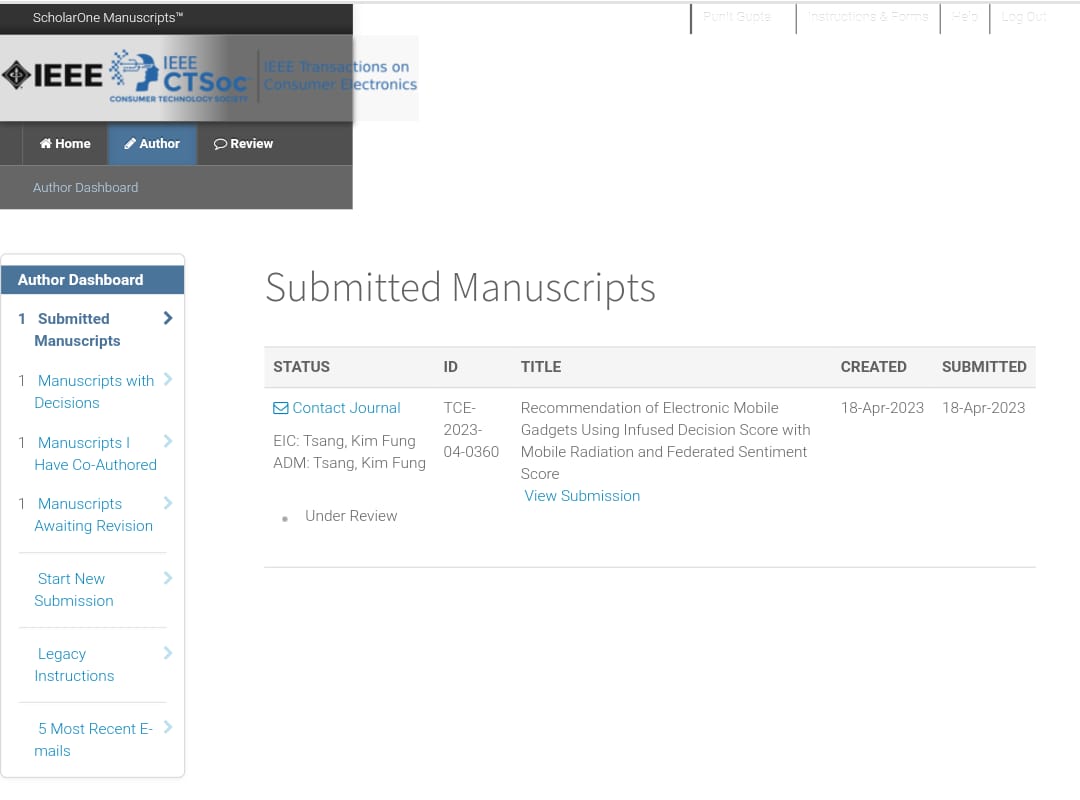 ScholarOne Manuscripts™
Punit Gupta
Instructions & Forms
Help
Log Out
IEEE
IEEE
CTSoc
CONSUMER TECHNOLOGY SOCIETY
IEEE Transactions on
Consumer Electronics
Home
Author
Review
Author Dashboard
Author Dashboard
1 Submitted
Manuscripts
1 Manuscripts with
Decisions
1 Manuscripts I
Have Co-Authored
1 Manuscripts
Awaiting Revision
Start New
Submission
Legacy
Instructions
5 Most Recent E-
mails
Submitted Manuscripts
STATUS ID TITLE CREATED SUBMITTED
Contact Journal
EIC: Tsang, Kim Fung
ADM: Tsang, Kim Fung
Under Review
TCE-
2023-
04-0360
Recommendation of Electronic Mobile
Gadgets Using Infused Decision Score with
Mobile Radiation and Federated Sentiment
Score
View Submission
18-Apr-2023
18-Apr-2023